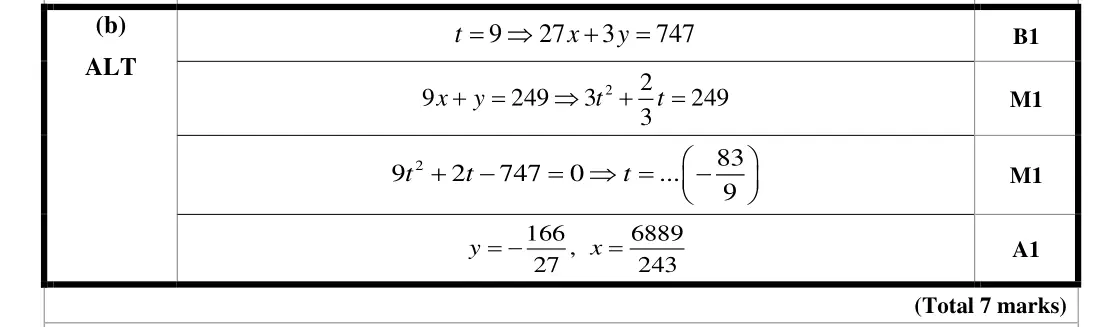 (b)
ALT
t = 9 ⇒ 27x + 3y = 747
B1
9x + y = 249 ⇒ 3t² + 2/3 t = 249
M1
9t² + 2t − 747 = 0 ⇒ t = ...(−83/9)
M1
y = −166/27, x = 6889/243
A1
(Total 7 marks)